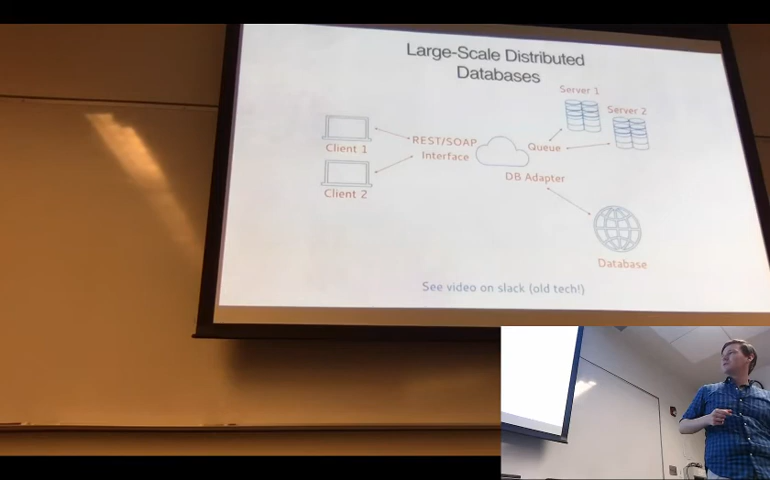 Large-Scale Distributed
Databases
Server 1
Server 2
Client 1
REST/SOAP
Interface
Queue
DB Adapter
Client 2
Database
See video on slack (old tech!)